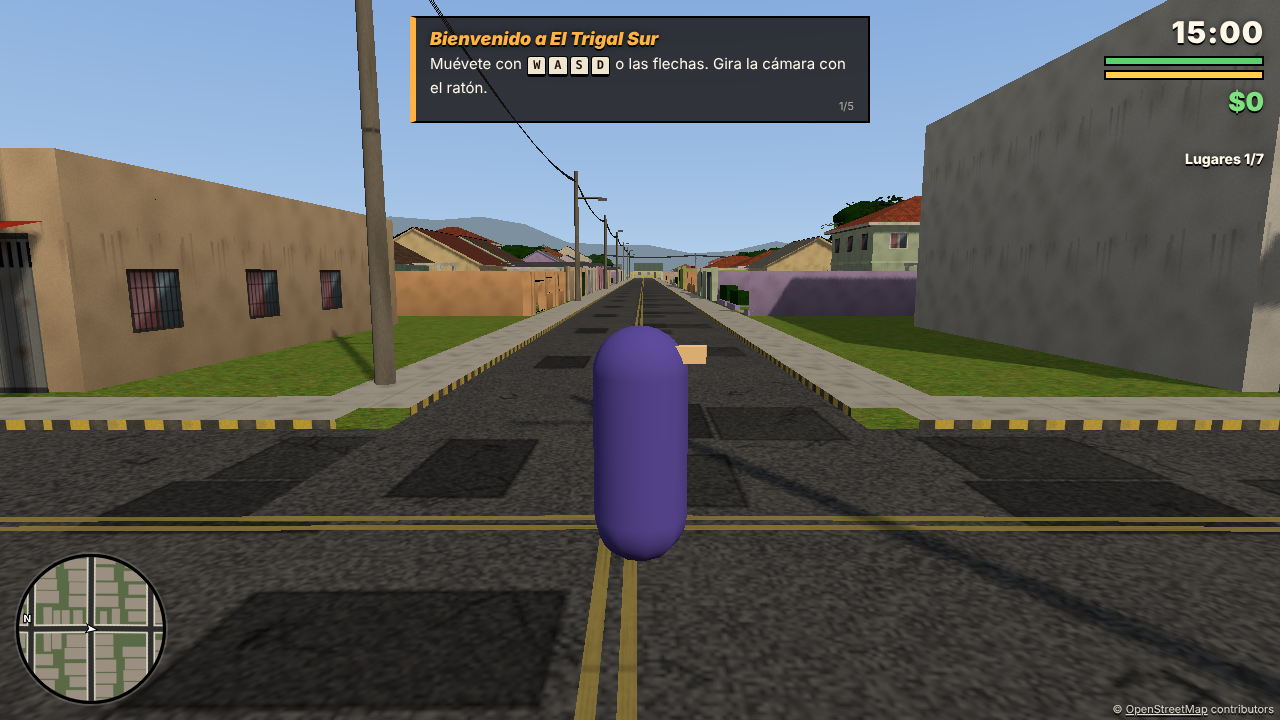 Bienvenido a El Trigal Sur
Muévete con W A S D o las flechas. Gira la cámara con
el ratón.
1/5
15:00
$0
Lugares 1/7
N
© OpenStreetMap contributors